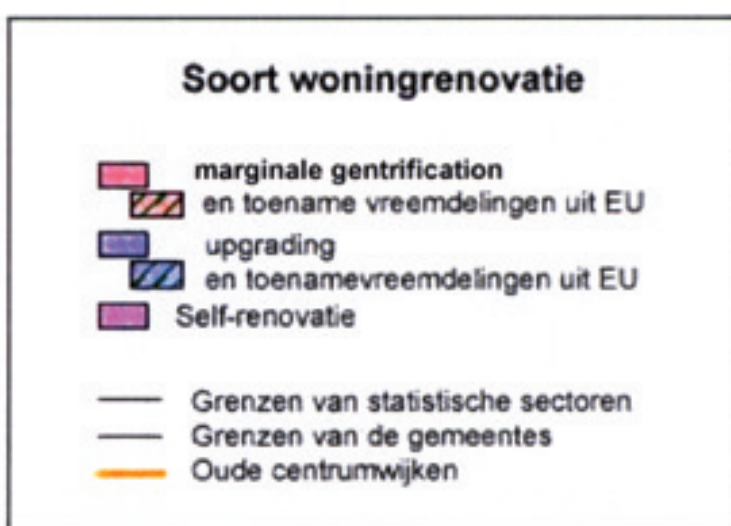 Soort woningrenovatie
marginale gentrification
en toename vreemdelingen uit EU
upgrading
en toenamevreemdelingen uit EU
Self-renovatie
Grenzen van statistische sectoren
Grenzen van de gemeentes
Oude centrumwijken